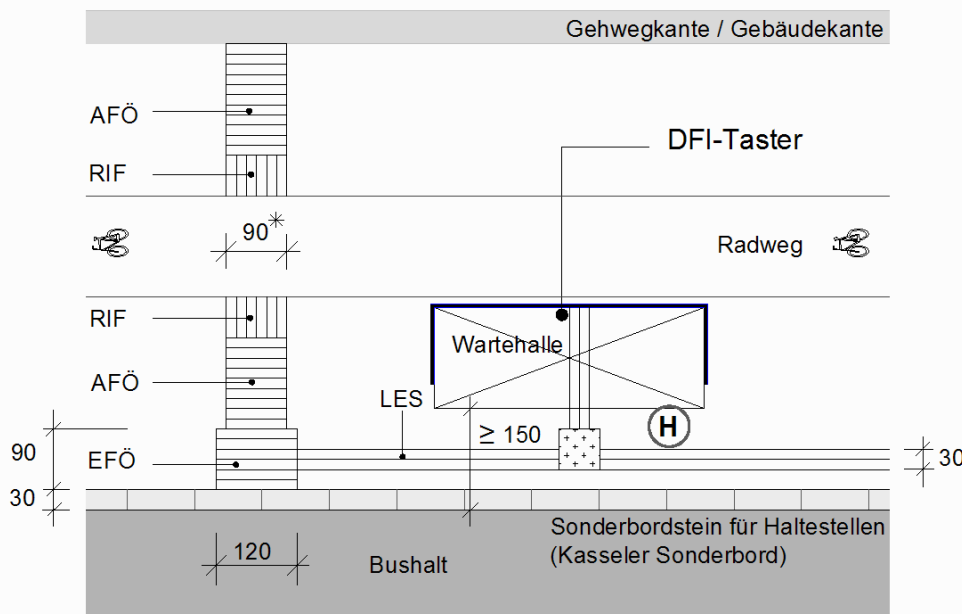 Gehwegkante / Gebäudekante
AFÖ
DFI-Taster
RIF
90*
Radweg
RIF
Wartehalle
AFÖ
LES
H
90
≥ 150
EFÖ
30
30
Sonderbordstein für Haltestellen
(Kasseler Sonderbord)
120
Bushalt